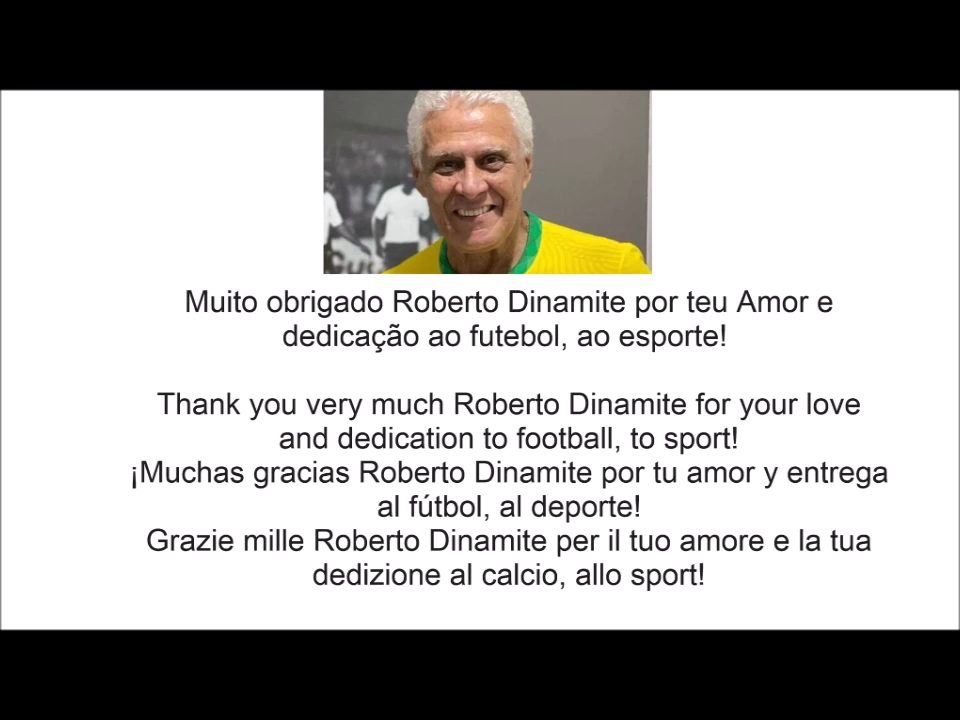 Muito obrigado Roberto Dinamite por teu Amor e
dedicação ao futebol, ao esporte!
Thank you very much Roberto Dinamite for your love
and dedication to football, to sport!
¡Muchas gracias Roberto Dinamite por tu amor y entrega
al fútbol, al deporte!
Grazie mille Roberto Dinamite per il tuo amore e la tua
dedizione al calcio, allo sport!